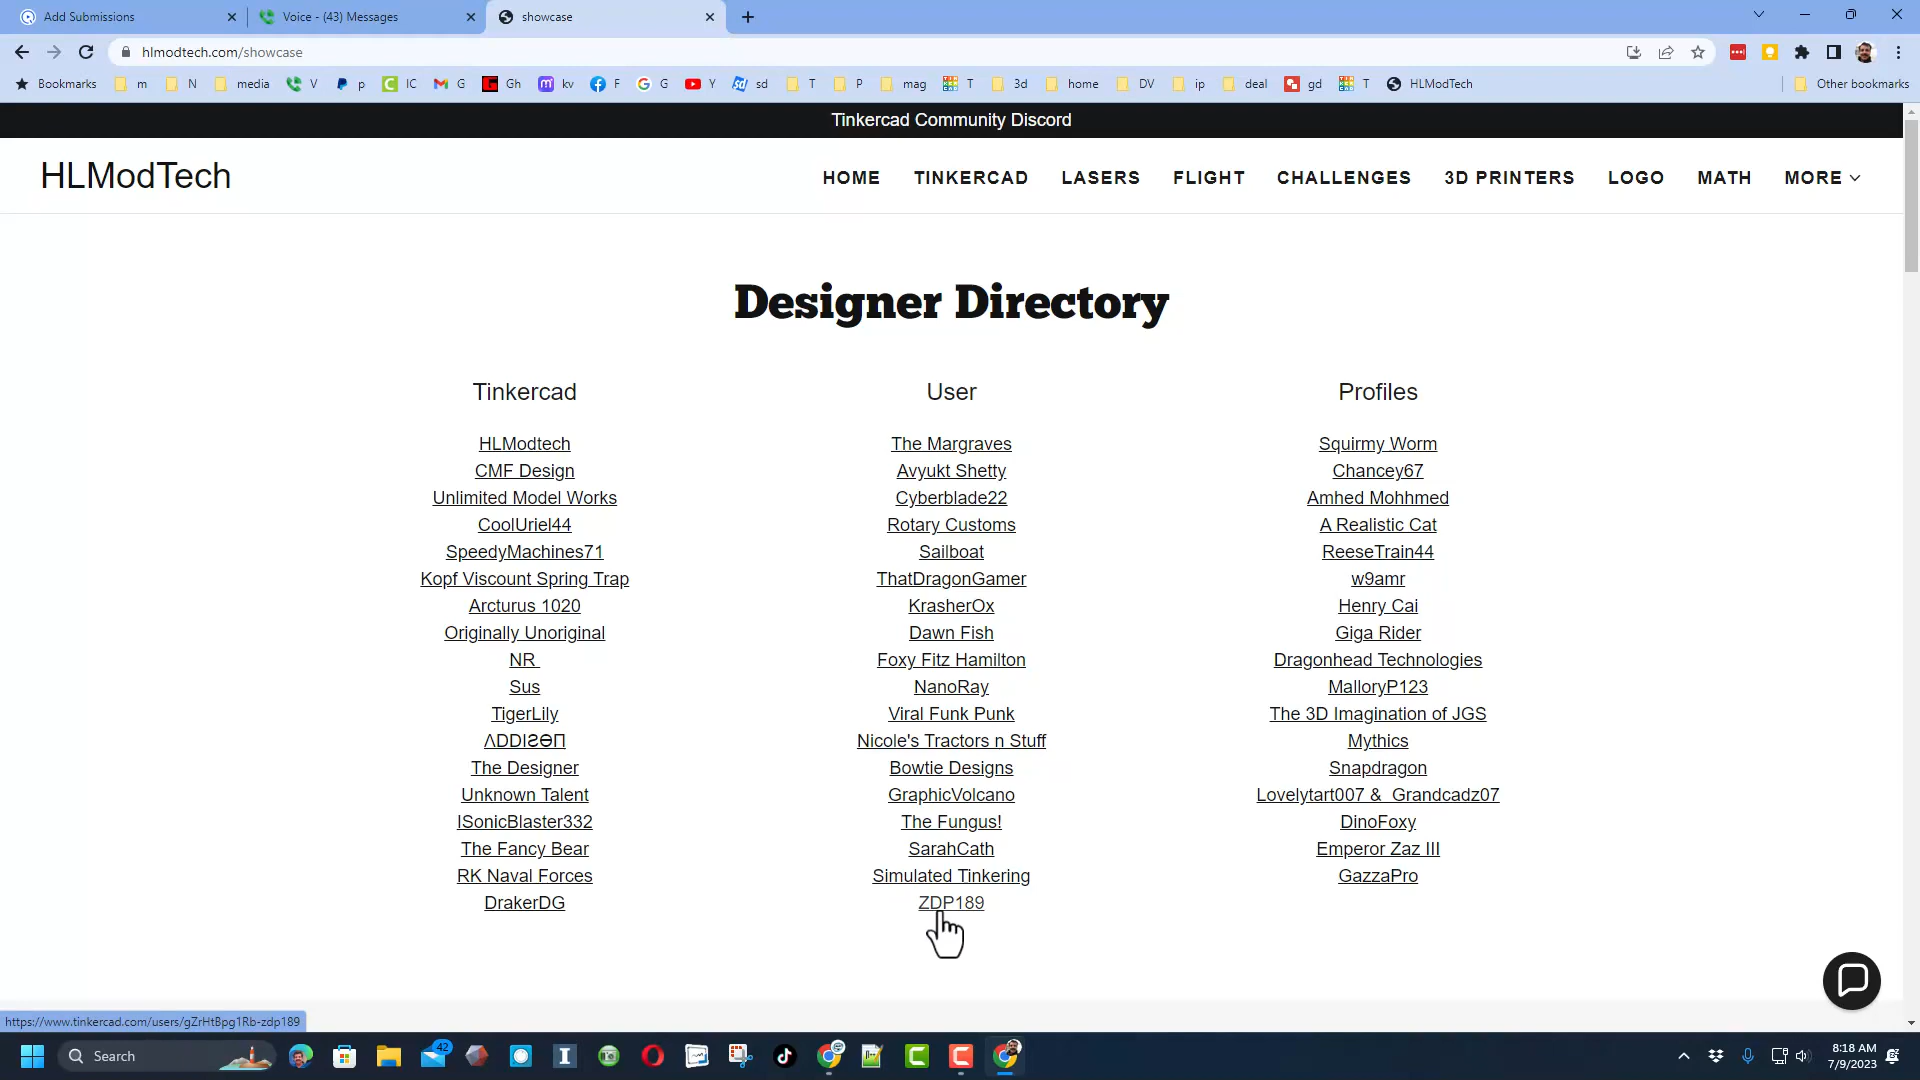 Add Submissions
Voice - (43) Messages
showcase
hlmodtech.com/showcase
Bookmarks m N media V p IC G Gh kv F G Y sd T P mag T 3d home DV ip deal gd T HLModTech Other bookmarks
Tinkercad Community Discord
HLModTech
HOME TINKERCAD LASERS FLIGHT CHALLENGES 3D PRINTERS LOGO MATH MORE
Designer Directory
Tinkercad
HLModtech
CMF Design
Unlimited Model Works
CoolUriel44
SpeedyMachines71
Kopf Viscount Spring Trap
Arcturus 1020
Originally Unoriginal
NR
Sus
TigerLily
ΛDDIƧӨП
The Designer
Unknown Talent
ISonicBlaster332
The Fancy Bear
RK Naval Forces
DrakerDG
User
The Margraves
Avyukt Shetty
Cyberblade22
Rotary Customs
Sailboat
ThatDragonGamer
KrasherOx
Dawn Fish
Foxy Fitz Hamilton
NanoRay
Viral Funk Punk
Nicole's Tractors n Stuff
Bowtie Designs
GraphicVolcano
The Fungus!
SarahCath
Simulated Tinkering
ZDP189
Profiles
Squirmy Worm
Chancey67
Amhed Mohhmed
A Realistic Cat
ReeseTrain44
w9amr
Henry Cai
Giga Rider
Dragonhead Technologies
MalloryP123
The 3D Imagination of JGS
Mythics
Snapdragon
Lovelytart007 & Grandcadz07
DinoFoxy
Emperor Zaz III
GazzaPro
https://www.tinkercad.com/users/gZrHtBpg1Rb-zdp189
Search
42
8:18 AM
7/9/2023